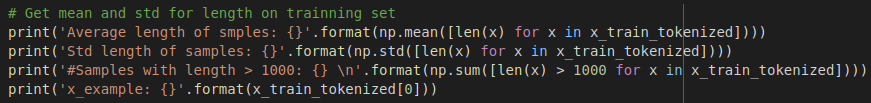 # Get mean and std for length on trainning set
print('Average length of smples: {}'.format(np.mean([len(x) for x in x_train_tokenized])))
print('Std length of samples: {}'.format(np.std([len(x) for x in x_train_tokenized])))
print('#Samples with length > 1000: {} \n'.format(np.sum([len(x) > 1000 for x in x_train_tokenized])))
print('x_example: {}'.format(x_train_tokenized[0]))